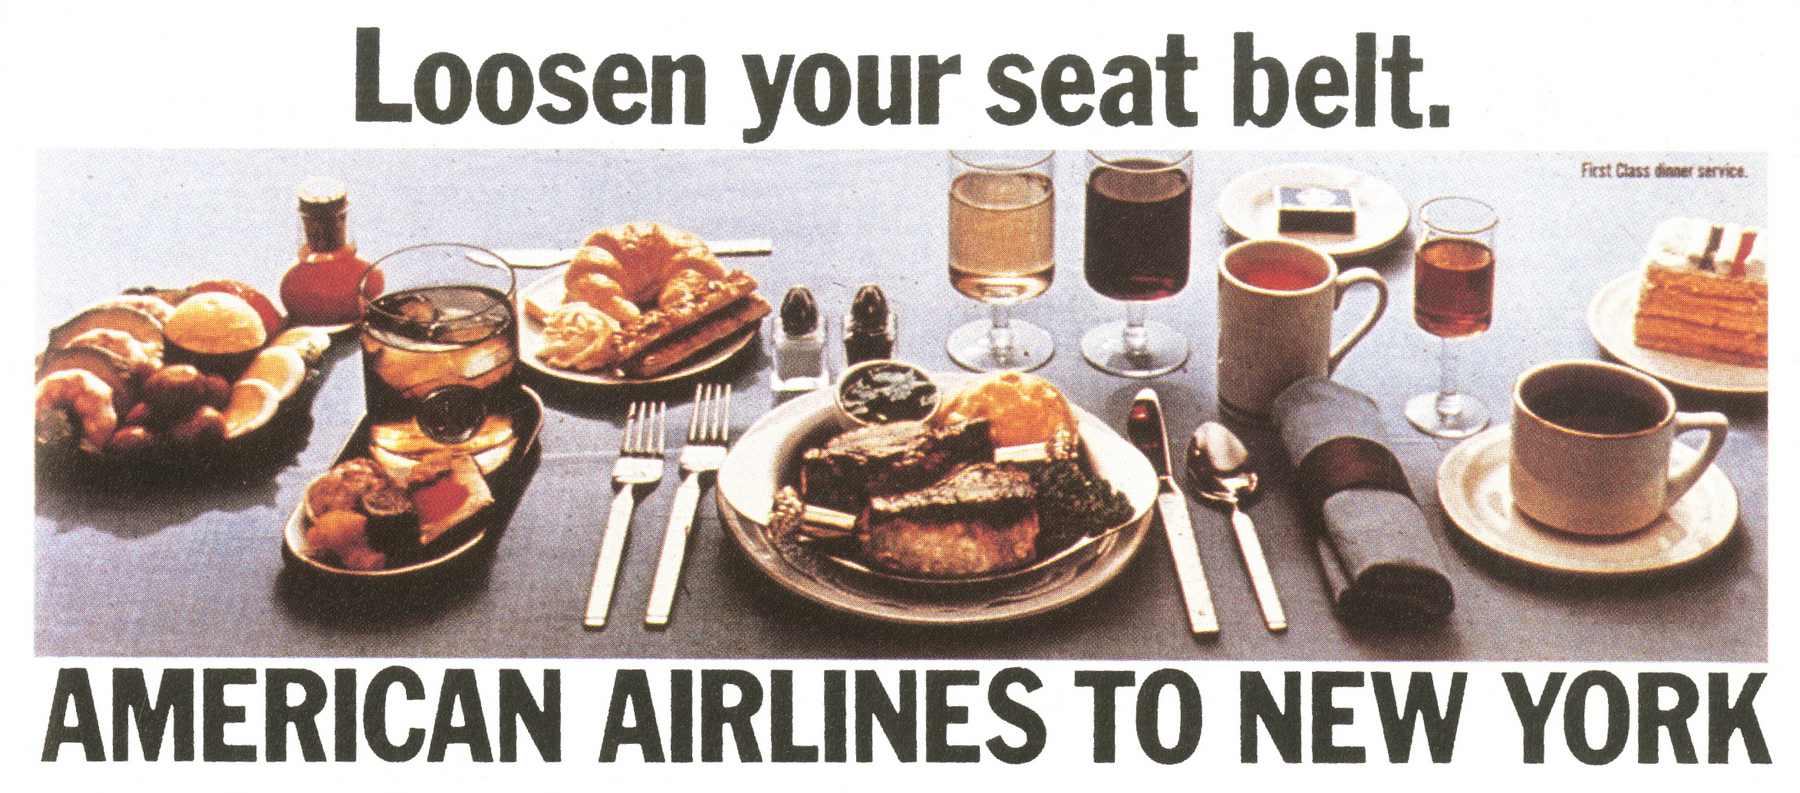 Loosen your seat belt.
First Class dinner service.
AMERICAN AIRLINES TO NEW YORK